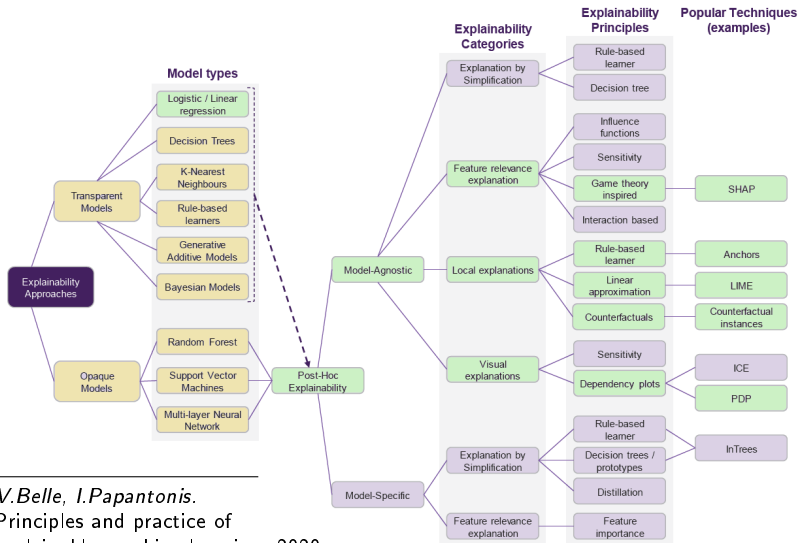 Explainability
Categories
Explainability
Principles
Popular Techniques
(examples)
Model types
Explainability
Approaches
Transparent
Models
Opaque
Models
Logistic / Linear
regression
Decision Trees
K-Nearest
Neighbours
Rule-based
learners
Generative
Additive Models
Bayesian Models
Random Forest
Support Vector
Machines
Multi-layer Neural
Network
Post-Hoc
Explainability
Model-Agnostic
Model-Specific
Explanation by
Simplification
Rule-based
learner
Decision tree
Feature relevance
explanation
Influence
functions
Sensitivity
Game theory
inspired
SHAP
Interaction based
Local explanations
Rule-based
learner
Anchors
Linear
approximation
LIME
Counterfactuals
Counterfactual
instances
Visual
explanations
Sensitivity
Dependency plots
ICE
PDP
Explanation by
Simplification
Rule-based
learner
Decision trees /
prototypes
InTrees
Distillation
Feature relevance
explanation
Feature
importance
V.Belle, I.Papantonis.
Principles and practice of